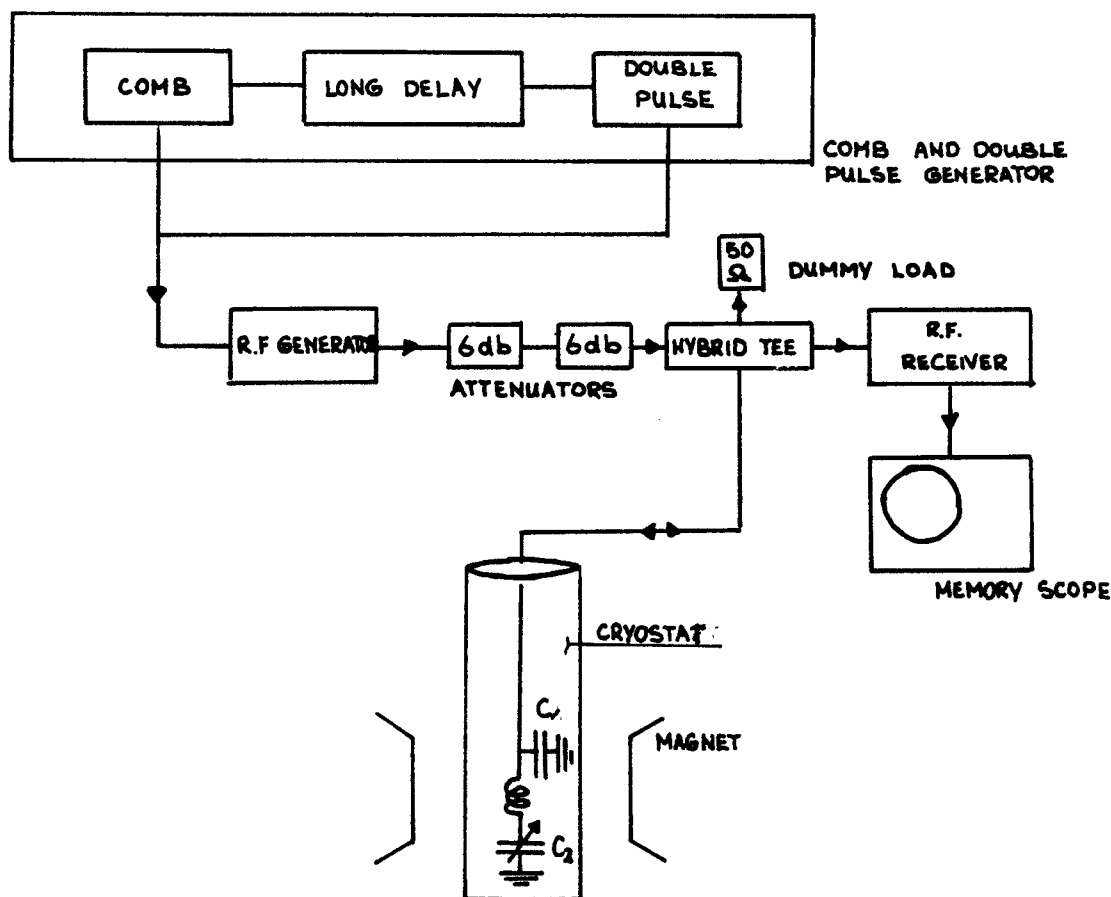 COMB
LONG DELAY
DOUBLE
PULSE
COMB AND DOUBLE
PULSE GENERATOR
50
Ω
DUMMY LOAD
R.F GENERATOR
6db
6db
HYBRID TEE
R.F.
RECEIVER
ATTENUATORS
MEMORY SCOPE
CRYOSTAT
C₁
MAGNET
C₂